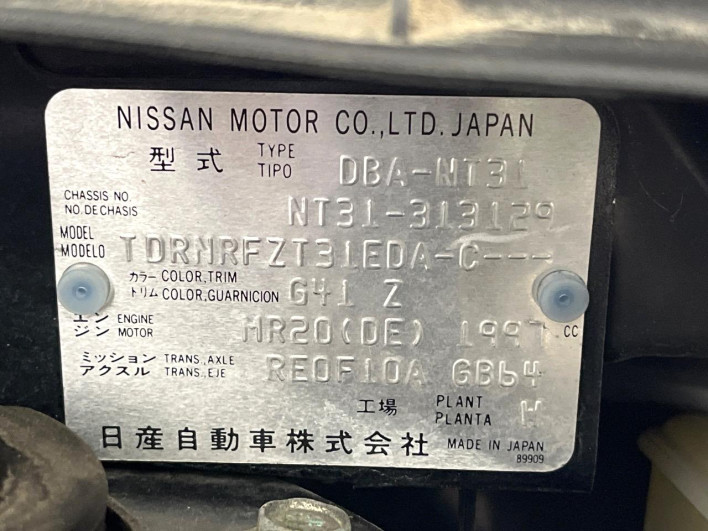 NISSAN MOTOR CO.,LTD. JAPAN
型式 TYPE TIPO DBA-NT31
CHASSIS NO. NO. DE CHASIS NT31-313129
MODEL MODELO TDRNRFZT31EDA-C---
カラー COLOR,TRIM
トリム COLOR,GUARNICION G41 Z
エンジン ENGINE MOTOR MR20(DE) 1997 CC
ミッション TRANS.,AXLE
アクスル TRANS.,EJE RE0F10A GB64
工場 PLANT PLANTA H
日産自動車株式会社 MADE IN JAPAN
89909